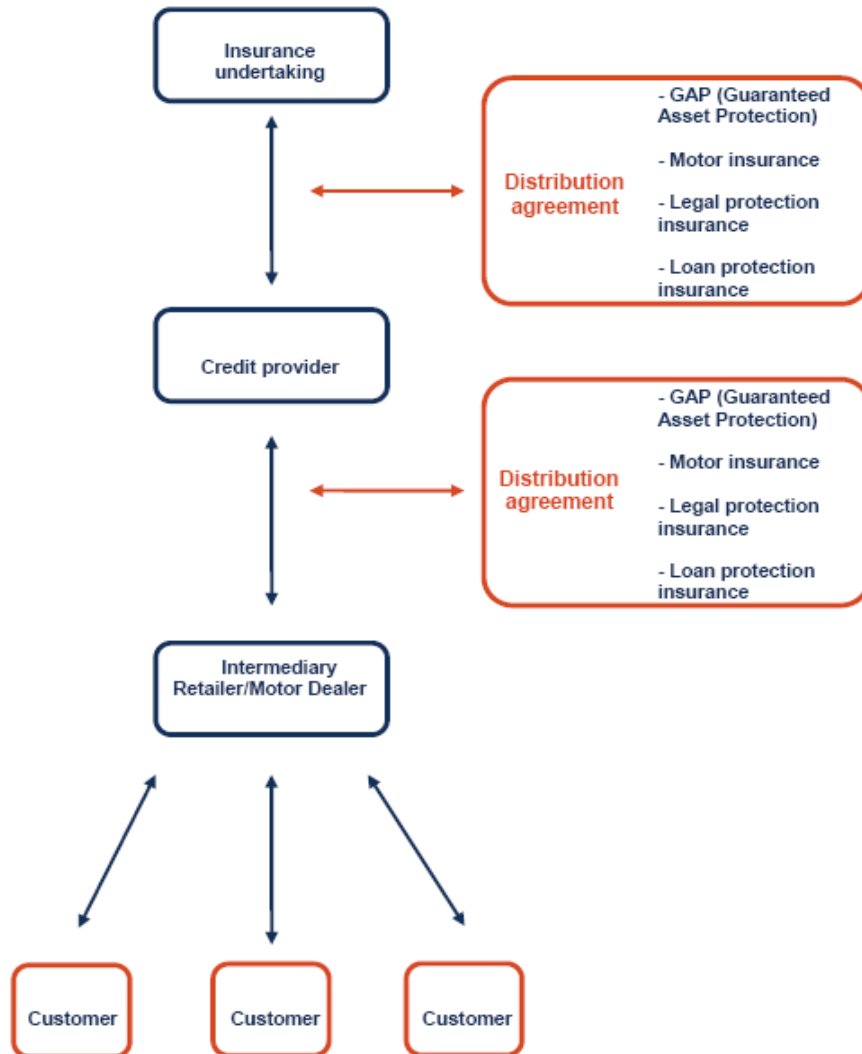 Insurance
undertaking
Distribution
agreement
- GAP (Guaranteed
Asset Protection)
- Motor insurance
- Legal protection
insurance
- Loan protection
insurance
Credit provider
Distribution
agreement
- GAP (Guaranteed
Asset Protection)
- Motor insurance
- Legal protection
insurance
- Loan protection
insurance
Intermediary
Retailer/Motor Dealer
Customer
Customer
Customer